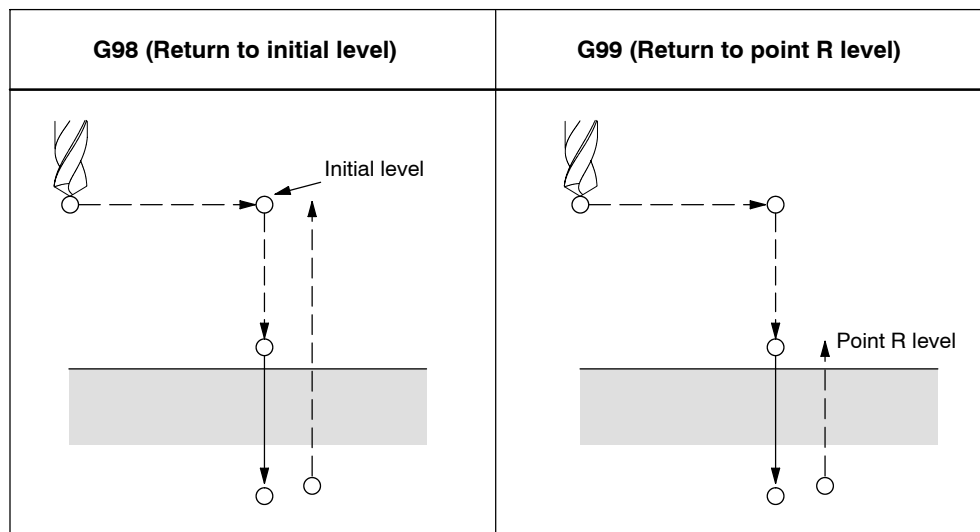 G98 (Return to initial level)
G99 (Return to point R level)
Initial level
Point R level